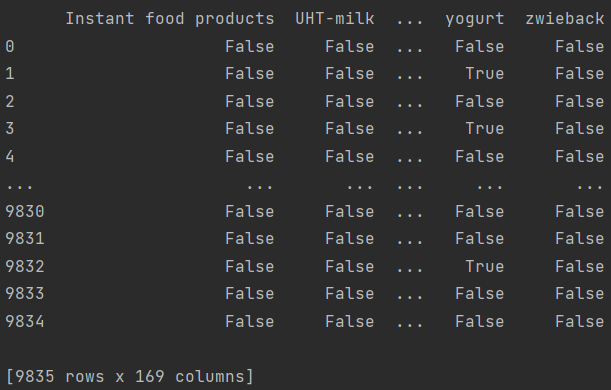 Instant food products UHT-milk ... yogurt zwieback
0 False False ... False False
1 False False ... True False
2 False False ... False False
3 False False ... True False
4 False False ... False False
... ... ... ... ... ...
9830 False False ... False False
9831 False False ... False False
9832 False False ... True False
9833 False False ... False False
9834 False False ... False False
[9835 rows x 169 columns]